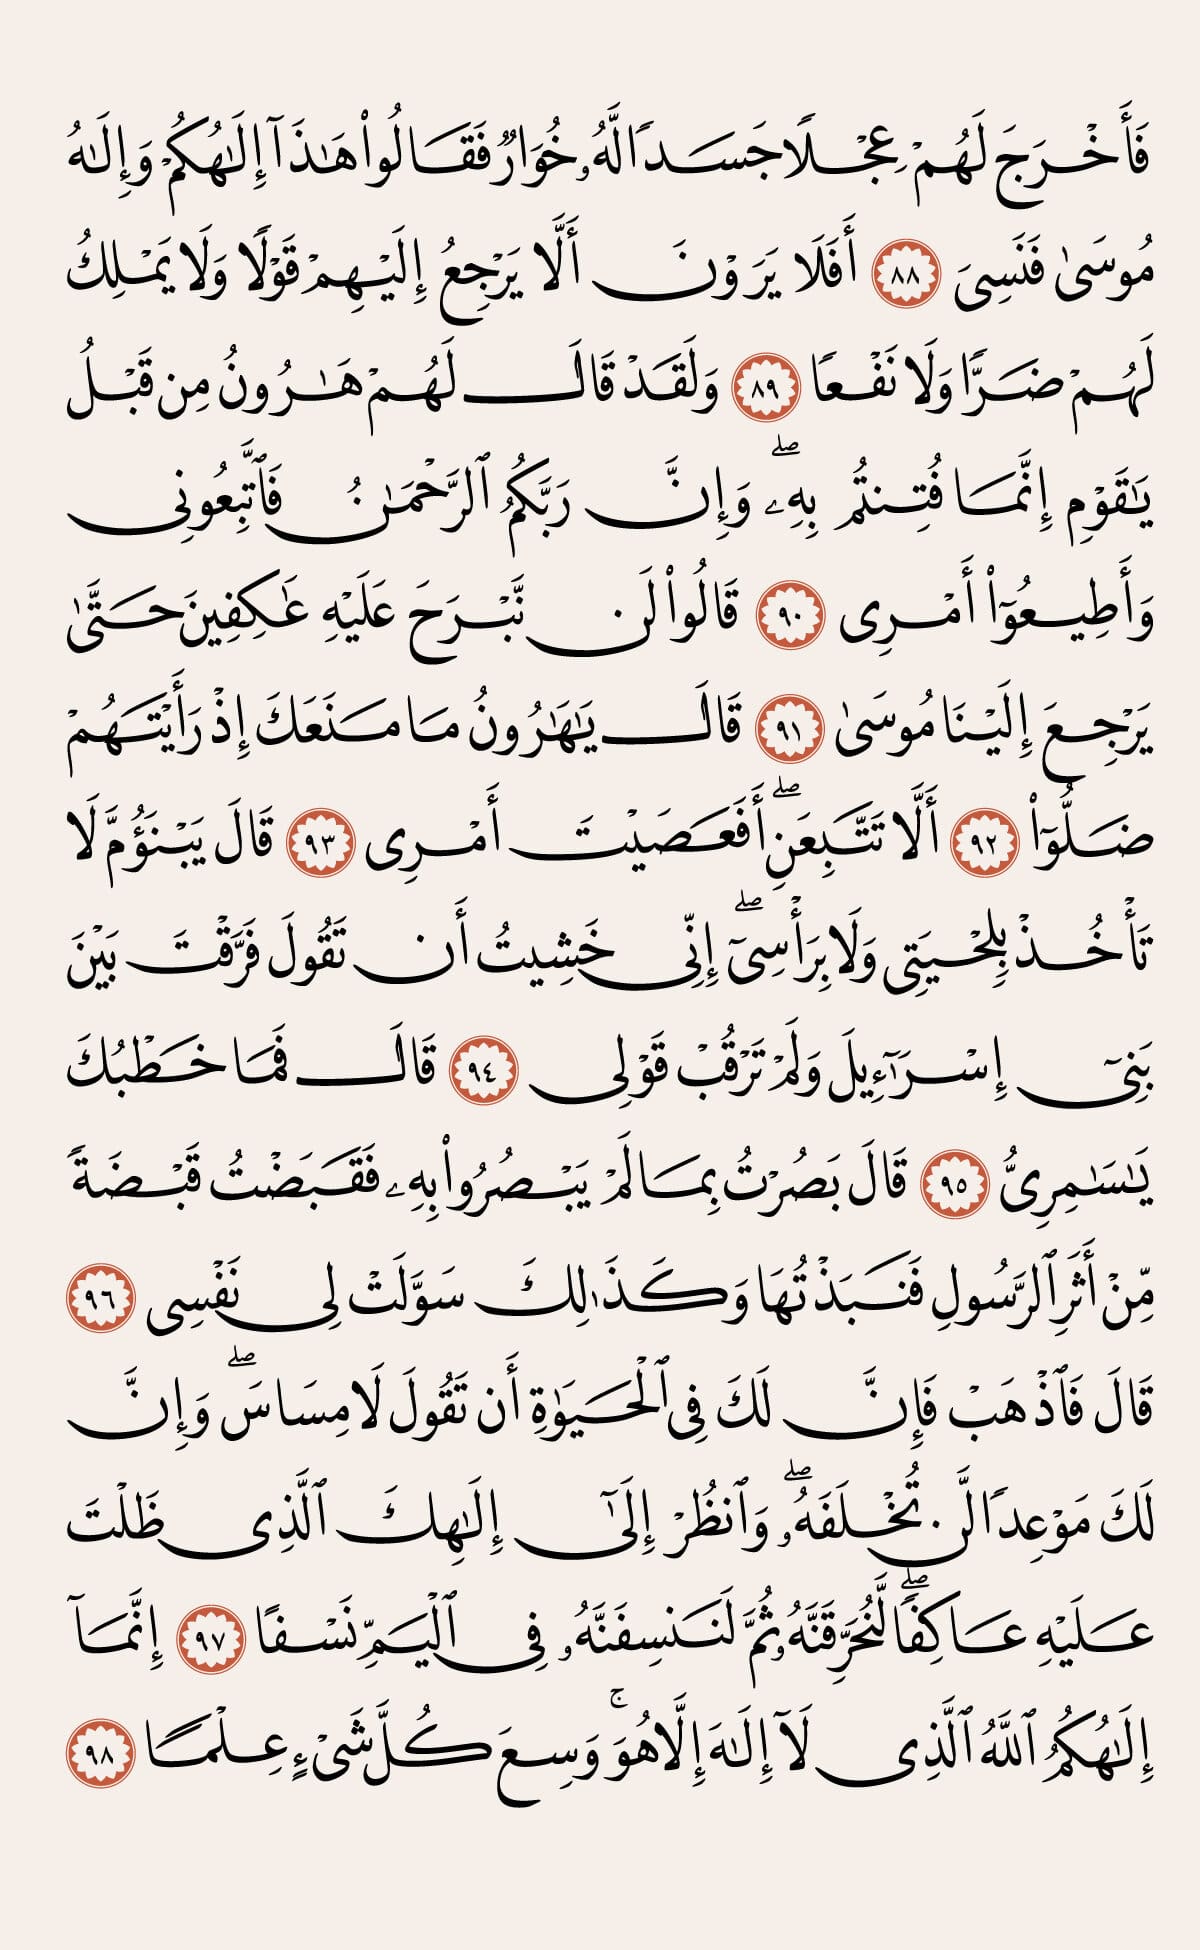 فَأَخْرَجَ لَهُمْ عِجْلًا جَسَدًا لَّهُۥ خُوَارٌ فَقَالُوا۟ هَـٰذَآ إِلَـٰهُكُمْ وَإِلَـٰهُ
مُوسَىٰ فَنَسِىَ ٨٨ أَفَلَا يَرَوْنَ أَلَّا يَرْجِعُ إِلَيْهِمْ قَوْلًا وَلَا يَمْلِكُ
لَهُمْ ضَرًّا وَلَا نَفْعًا ٨٩ وَلَقَدْ قَالَ لَهُمْ هَـٰرُونُ مِن قَبْلُ
يَـٰقَوْمِ إِنَّمَا فُتِنتُم بِهِۦ ۖ وَإِنَّ رَبَّكُمُ ٱلرَّحْمَـٰنُ فَٱتَّبِعُونِى
وَأَطِيعُوٓا۟ أَمْرِى ٩٠ قَالُوا۟ لَن نَّبْرَحَ عَلَيْهِ عَـٰكِفِينَ حَتَّىٰ
يَرْجِعَ إِلَيْنَا مُوسَىٰ ٩١ قَالَ يَـٰهَـٰرُونُ مَا مَنَعَكَ إِذْ رَأَيْتَهُمْ
ضَلُّوٓا۟ ٩٢ أَلَّا تَتَّبِعَنِ ۖ أَفَعَصَيْتَ أَمْرِى ٩٣ قَالَ يَبْنَؤُمَّ لَا
تَأْخُذْ بِلِحْيَتِى وَلَا بِرَأْسِىٓ ۖ إِنِّى خَشِيتُ أَن تَقُولَ فَرَّقْتَ بَيْنَ
بَنِىٓ إِسْرَٰٓءِيلَ وَلَمْ تَرْقُبْ قَوْلِى ٩٤ قَالَ فَمَا خَطْبُكَ
يَـٰسَـٰمِرِىُّ ٩٥ قَالَ بَصُرْتُ بِمَا لَمْ يَبْصُرُوا۟ بِهِۦ فَقَبَضْتُ قَبْضَةً
مِّنْ أَثَرِ ٱلرَّسُولِ فَنَبَذْتُهَا وَكَذَٰلِكَ سَوَّلَتْ لِى نَفْسِى ٩٦
قَالَ فَٱذْهَبْ فَإِنَّ لَكَ فِى ٱلْحَيَوٰةِ أَن تَقُولَ لَا مِسَاسَ ۖ وَإِنَّ
لَكَ مَوْعِدًا لَّن تُخْلَفَهُۥ ۖ وَٱنظُرْ إِلَىٰٓ إِلَـٰهِكَ ٱلَّذِى ظَلْتَ
عَلَيْهِ عَاكِفًا ۖ لَّنُحَرِّقَنَّهُۥ ثُمَّ لَنَنسِفَنَّهُۥ فِى ٱلْيَمِّ نَسْفًا ٩٧ إِنَّمَآ
إِلَـٰهُكُمُ ٱللَّهُ ٱلَّذِى لَآ إِلَـٰهَ إِلَّا هُوَ ۚ وَسِعَ كُلَّ شَىْءٍ عِلْمًا ٩٨